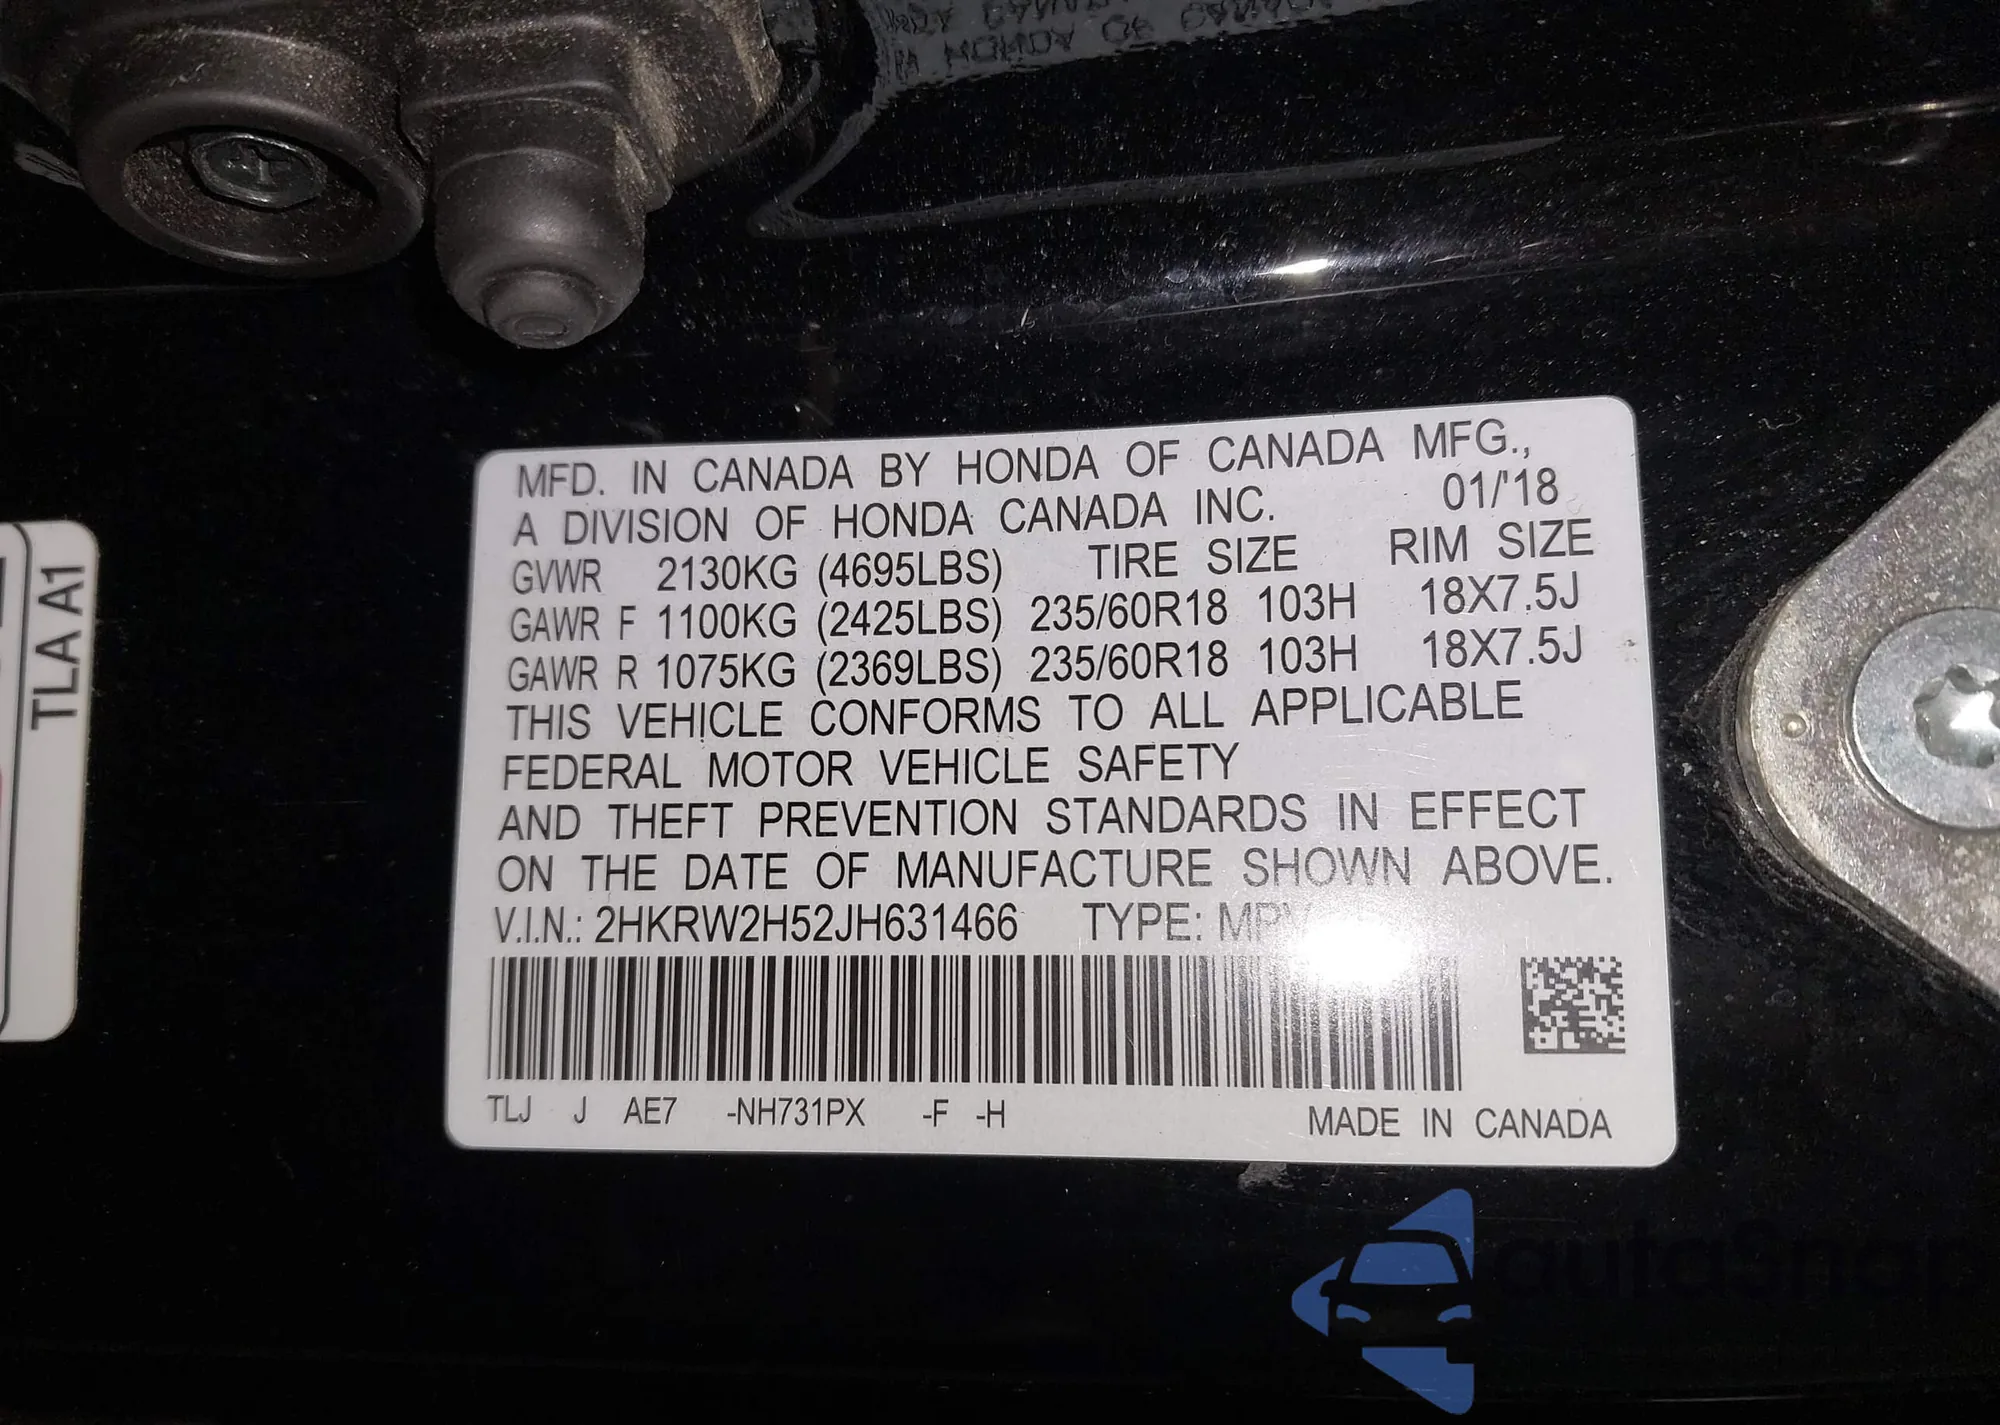 MFD. IN CANADA BY HONDA OF CANADA MFG.,
A DIVISION OF HONDA CANADA INC. 01/'18
GVWR 2130KG (4695LBS) TIRE SIZE RIM SIZE
GAWR F 1100KG (2425LBS) 235/60R18 103H 18X7.5J
GAWR R 1075KG (2369LBS) 235/60R18 103H 18X7.5J
THIS VEHICLE CONFORMS TO ALL APPLICABLE
FEDERAL MOTOR VEHICLE SAFETY
AND THEFT PREVENTION STANDARDS IN EFFECT
ON THE DATE OF MANUFACTURE SHOWN ABOVE.
V.I.N.: 2HKRW2H52JH631466 TYPE: MPV
TLJ J AE7 -NH731PX -F -H MADE IN CANADA
TLA A1
autoSnap